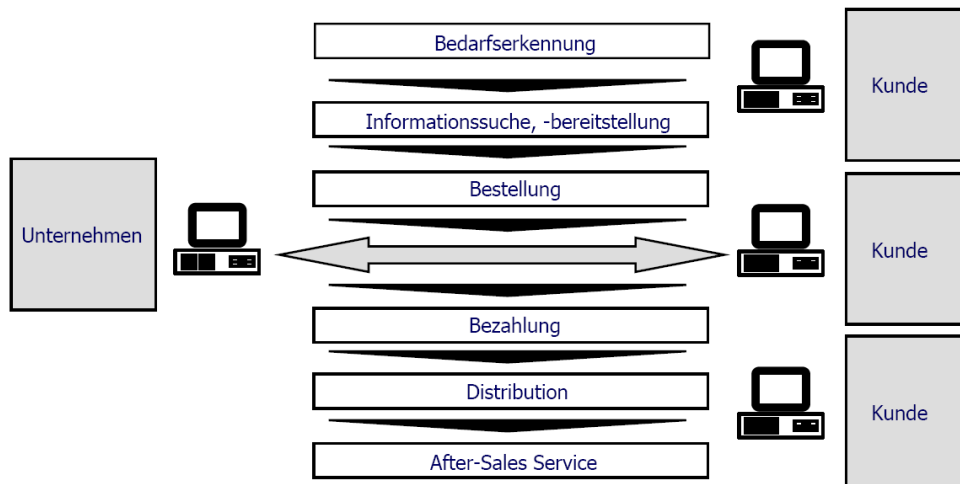 Bedarfserkennung
Kunde
Informationssuche, -bereitstellung
Bestellung
Unternehmen
Kunde
Bezahlung
Distribution
Kunde
After-Sales Service